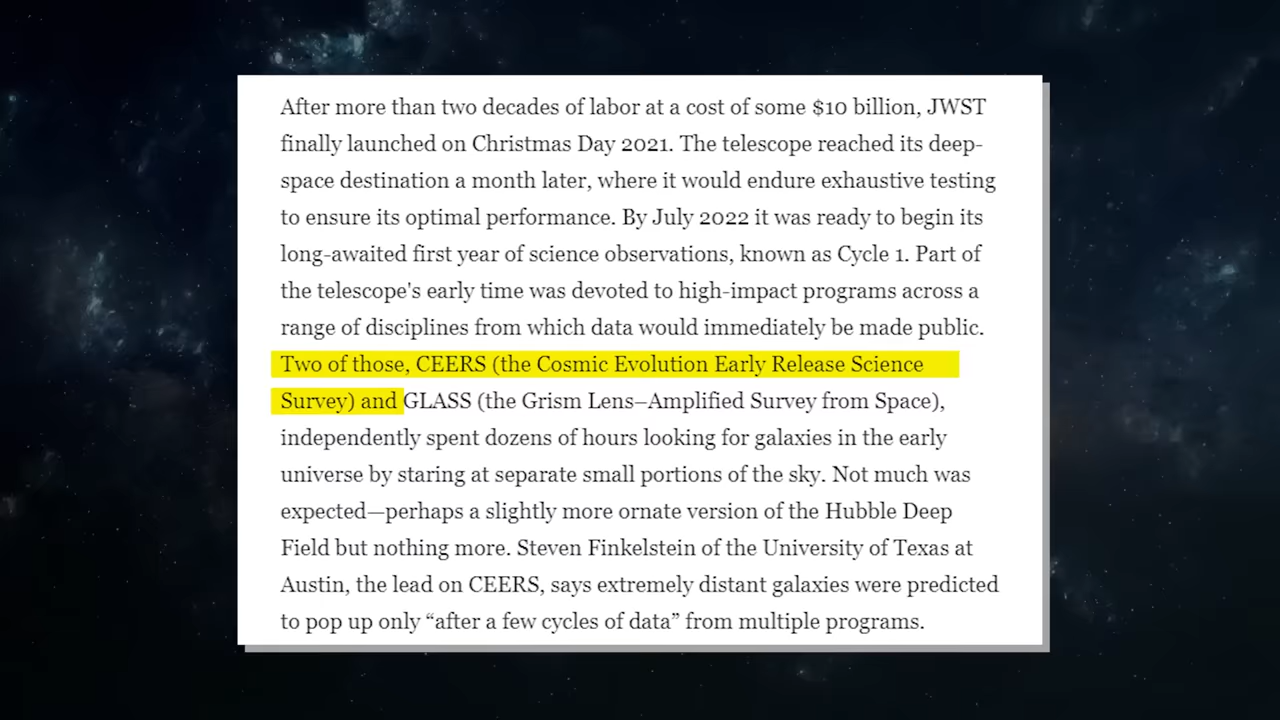 After more than two decades of labor at a cost of some $10 billion, JWST
finally launched on Christmas Day 2021. The telescope reached its deep-
space destination a month later, where it would endure exhaustive testing
to ensure its optimal performance. By July 2022 it was ready to begin its
long-awaited first year of science observations, known as Cycle 1. Part of
the telescope's early time was devoted to high-impact programs across a
range of disciplines from which data would immediately be made public.
Two of those, CEERS (the Cosmic Evolution Early Release Science
Survey) and GLASS (the Grism Lens–Amplified Survey from Space),
independently spent dozens of hours looking for galaxies in the early
universe by staring at separate small portions of the sky. Not much was
expected—perhaps a slightly more ornate version of the Hubble Deep
Field but nothing more. Steven Finkelstein of the University of Texas at
Austin, the lead on CEERS, says extremely distant galaxies were predicted
to pop up only “after a few cycles of data” from multiple programs.